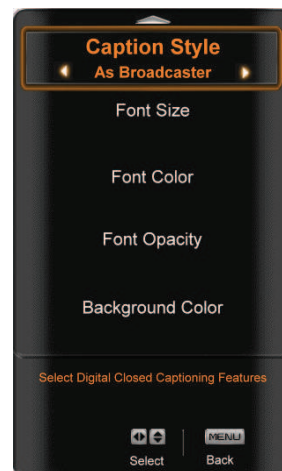 Caption Style
As Broadcaster
Font Size
Font Color
Font Opacity
Background Color
Select Digital Closed Captioning Features
MENU
Select
Back